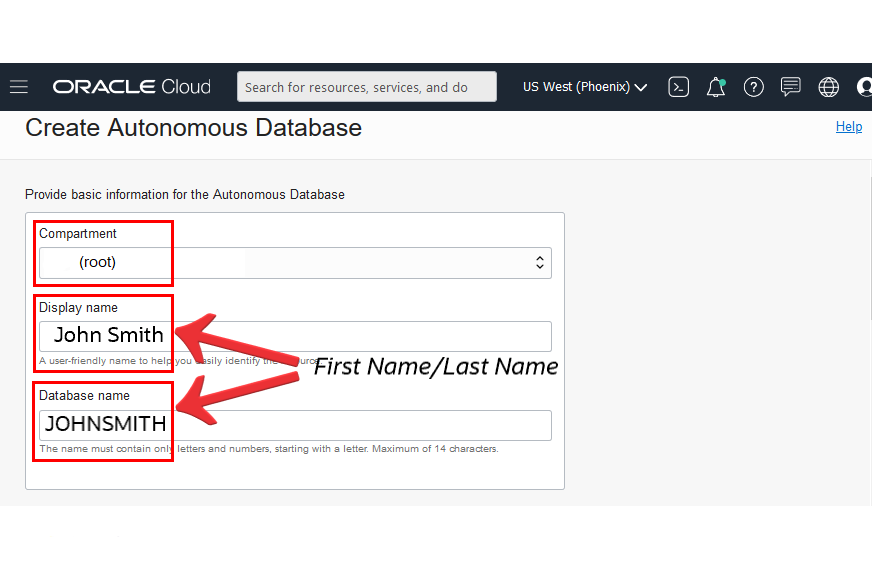 ORACLE Cloud
Search for resources, services, and do
US West (Phoenix)
Create Autonomous Database
Help
Provide basic information for the Autonomous Database
Compartment
(root)
Display name
John Smith
A user-friendly name to help you easily identify the
First Name/Last Name
Database name
JOHNSMITH
The name must contain only letters and numbers, starting with a letter. Maximum of 14 characters.